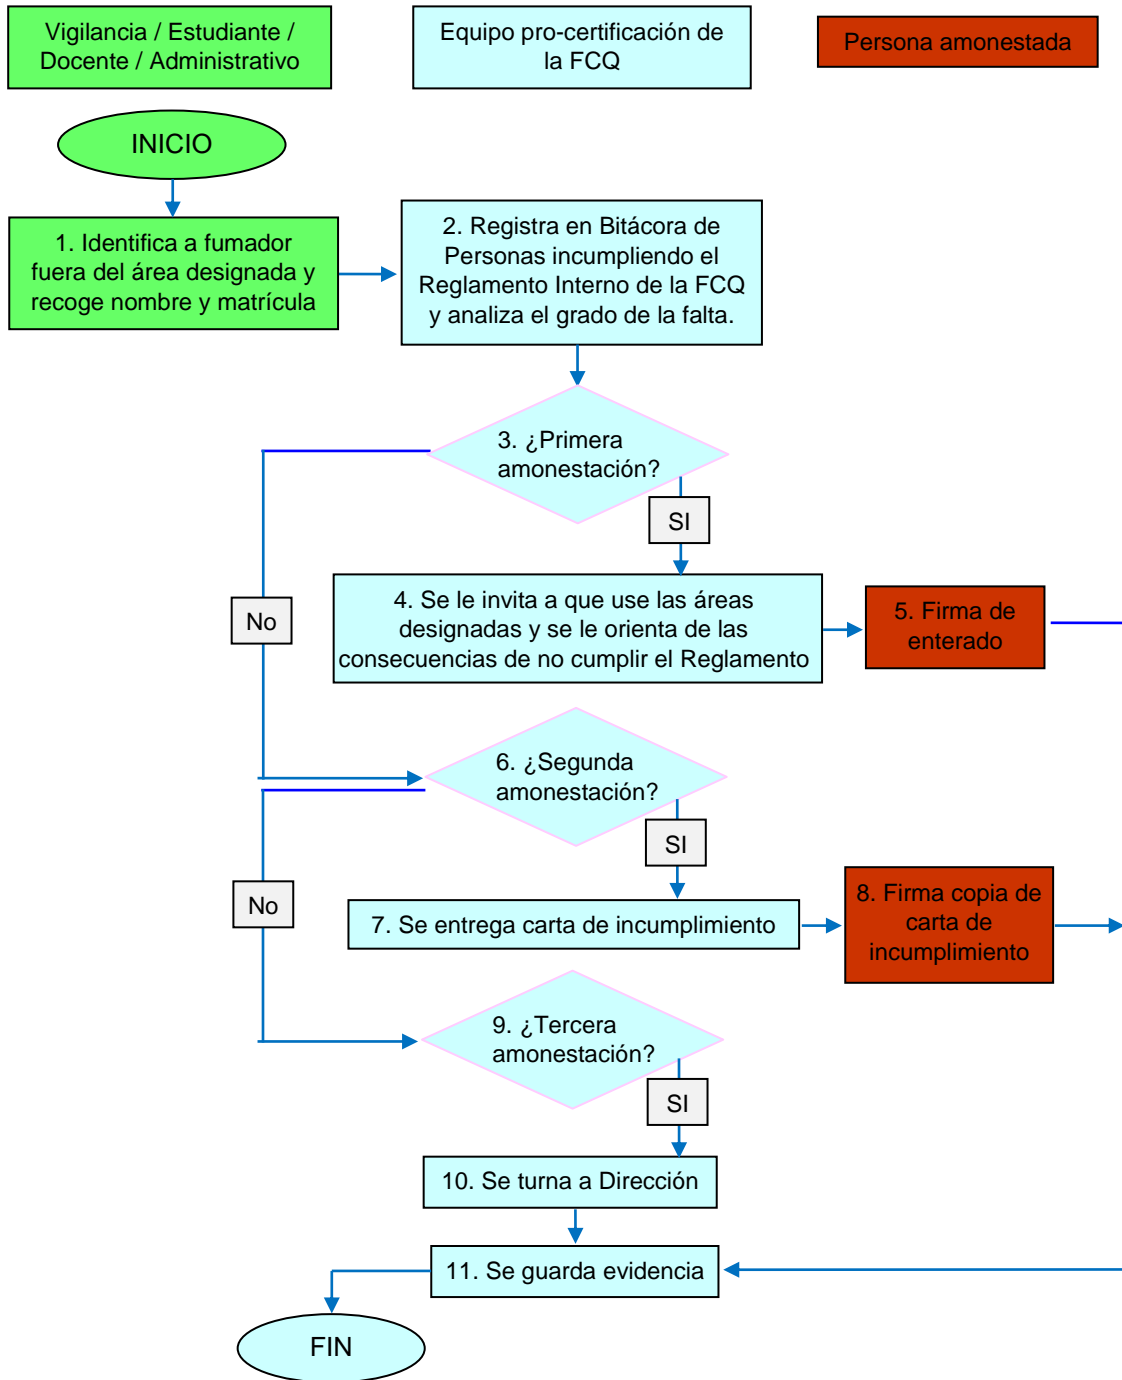 Vigilancia / Estudiante /
Docente / Administrativo
Equipo pro-certificación de
la FCQ
Persona amonestada
INICIO
1. Identifica a fumador
fuera del área designada y
recoge nombre y matrícula
2. Registra en Bitácora de
Personas incumpliendo el
Reglamento Interno de la FCQ
y analiza el grado de la falta.
3. ¿Primera
amonestación?
SI
No
4. Se le invita a que use las áreas
designadas y se le orienta de las
consecuencias de no cumplir el Reglamento
5. Firma de
enterado
6. ¿Segunda
amonestación?
SI
No
7. Se entrega carta de incumplimiento
8. Firma copia de
carta de
incumplimiento
9. ¿Tercera
amonestación?
SI
10. Se turna a Dirección
11. Se guarda evidencia
FIN